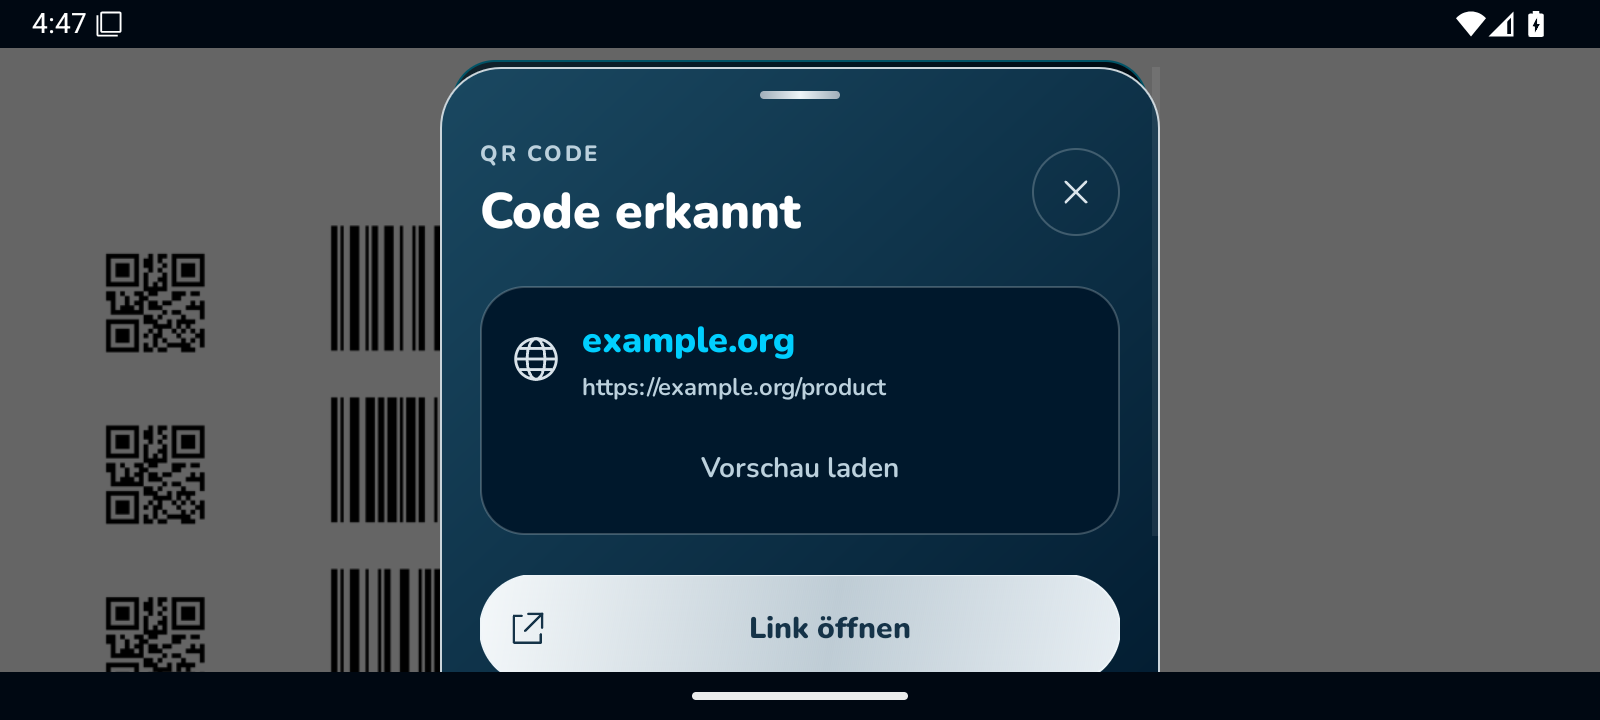 4:47
QR CODE
Code erkannt
example.org
https://example.org/product
Vorschau laden
Link öffnen